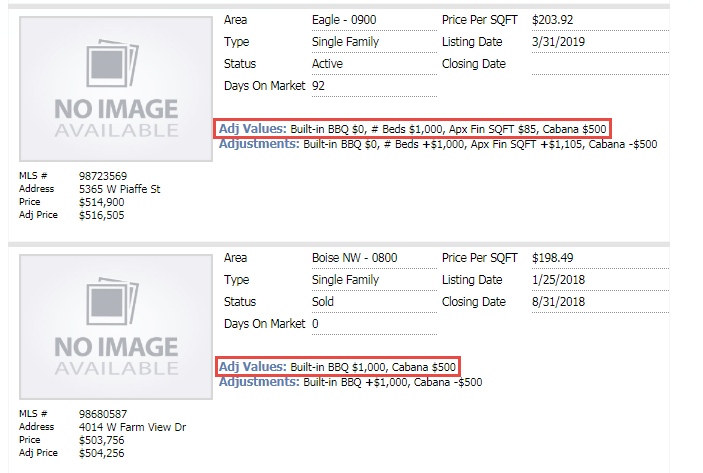 Area Eagle - 0900 Price Per SQFT $203.92
Type Single Family Listing Date 3/31/2019
Status Active Closing Date
Days On Market 92
NO IMAGE
AVAILABLE
Adj Values: Built-in BBQ $0, # Beds $1,000, Apx Fin SQFT $85, Cabana $500
Adjustments: Built-in BBQ $0, # Beds +$1,000, Apx Fin SQFT +$1,105, Cabana -$500
MLS # 98723569
Address 5365 W Piaffe St
Price $514,900
Adj Price $516,505
Area Boise NW - 0800 Price Per SQFT $198.49
Type Single Family Listing Date 1/25/2018
Status Sold Closing Date 8/31/2018
Days On Market 0
NO IMAGE
AVAILABLE
Adj Values: Built-in BBQ $1,000, Cabana $500
Adjustments: Built-in BBQ +$1,000, Cabana -$500
MLS # 98680587
Address 4014 W Farm View Dr
Price $503,756
Adj Price $504,256